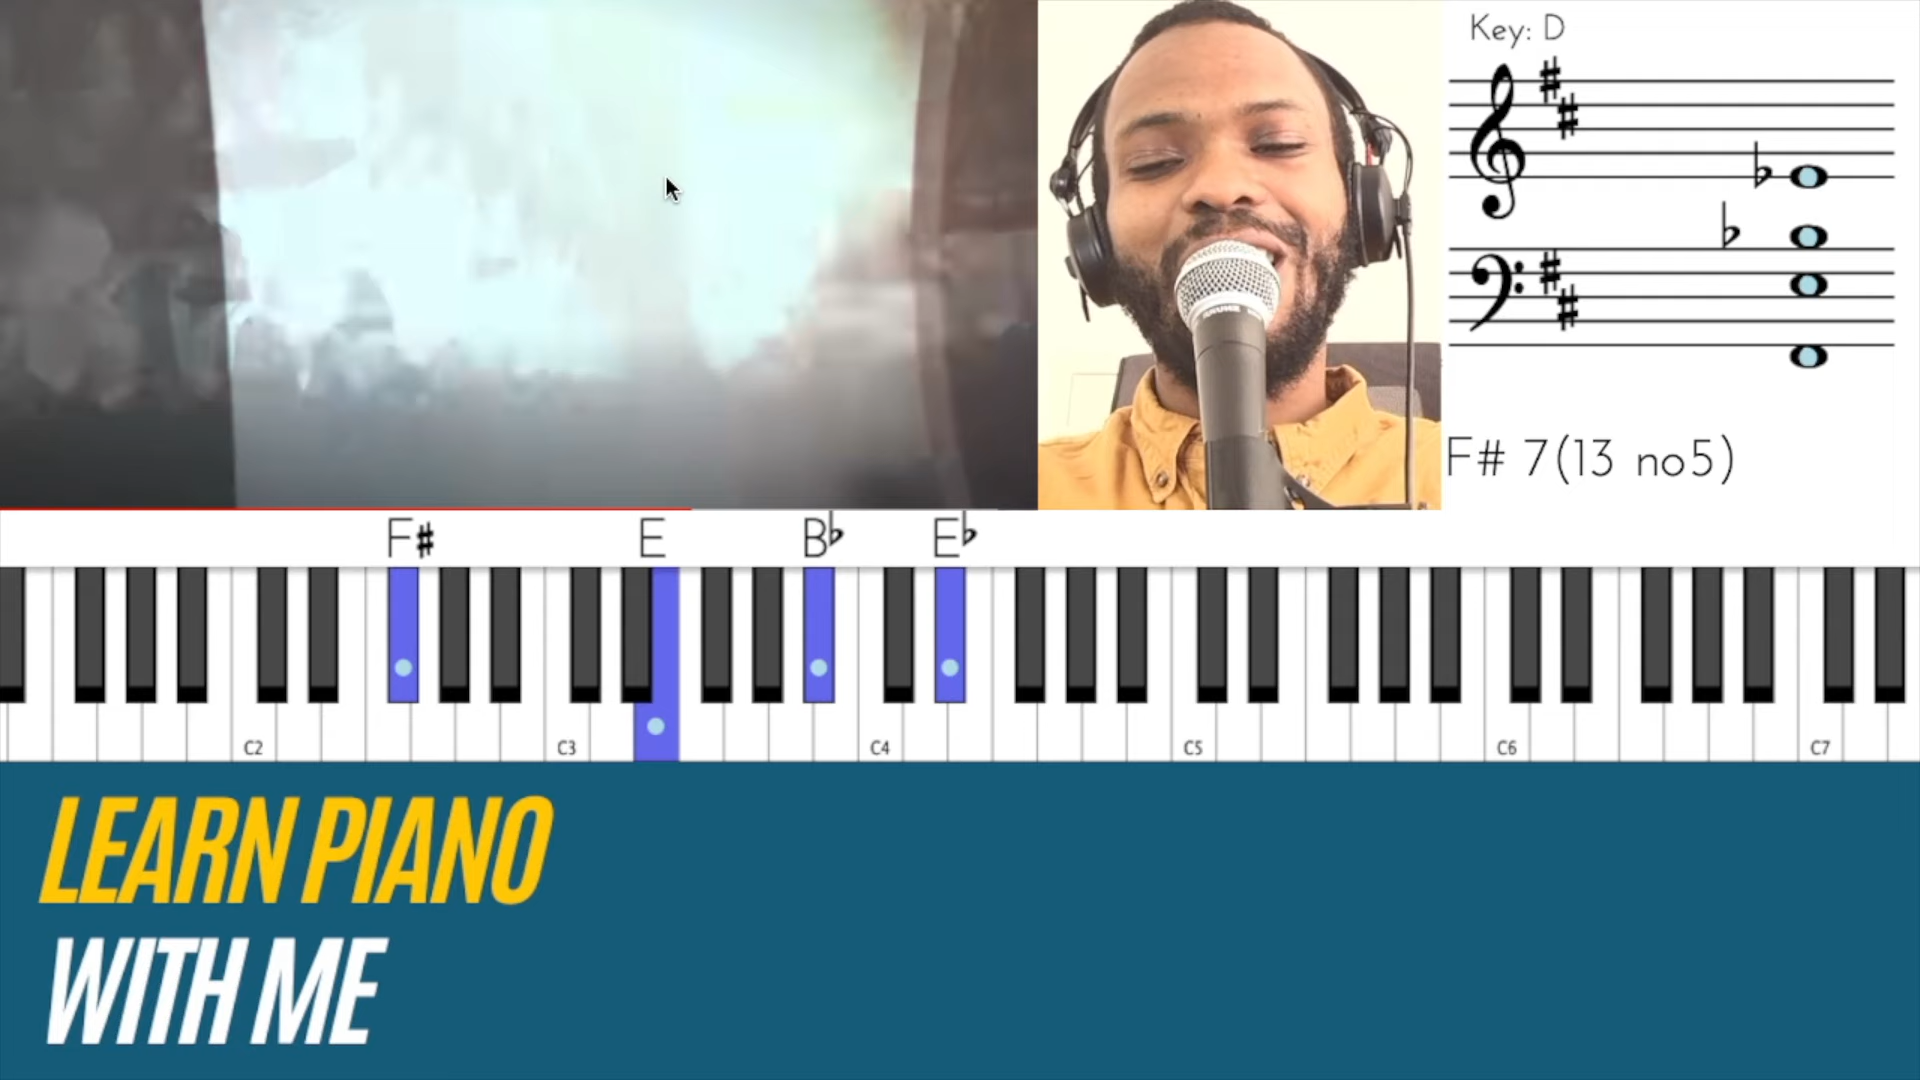 Key: D
F# 7(13 no5)
F♯ E B♭ E♭
C2 C3 C4 C5 C6 C7
LEARN PIANO
WITH ME